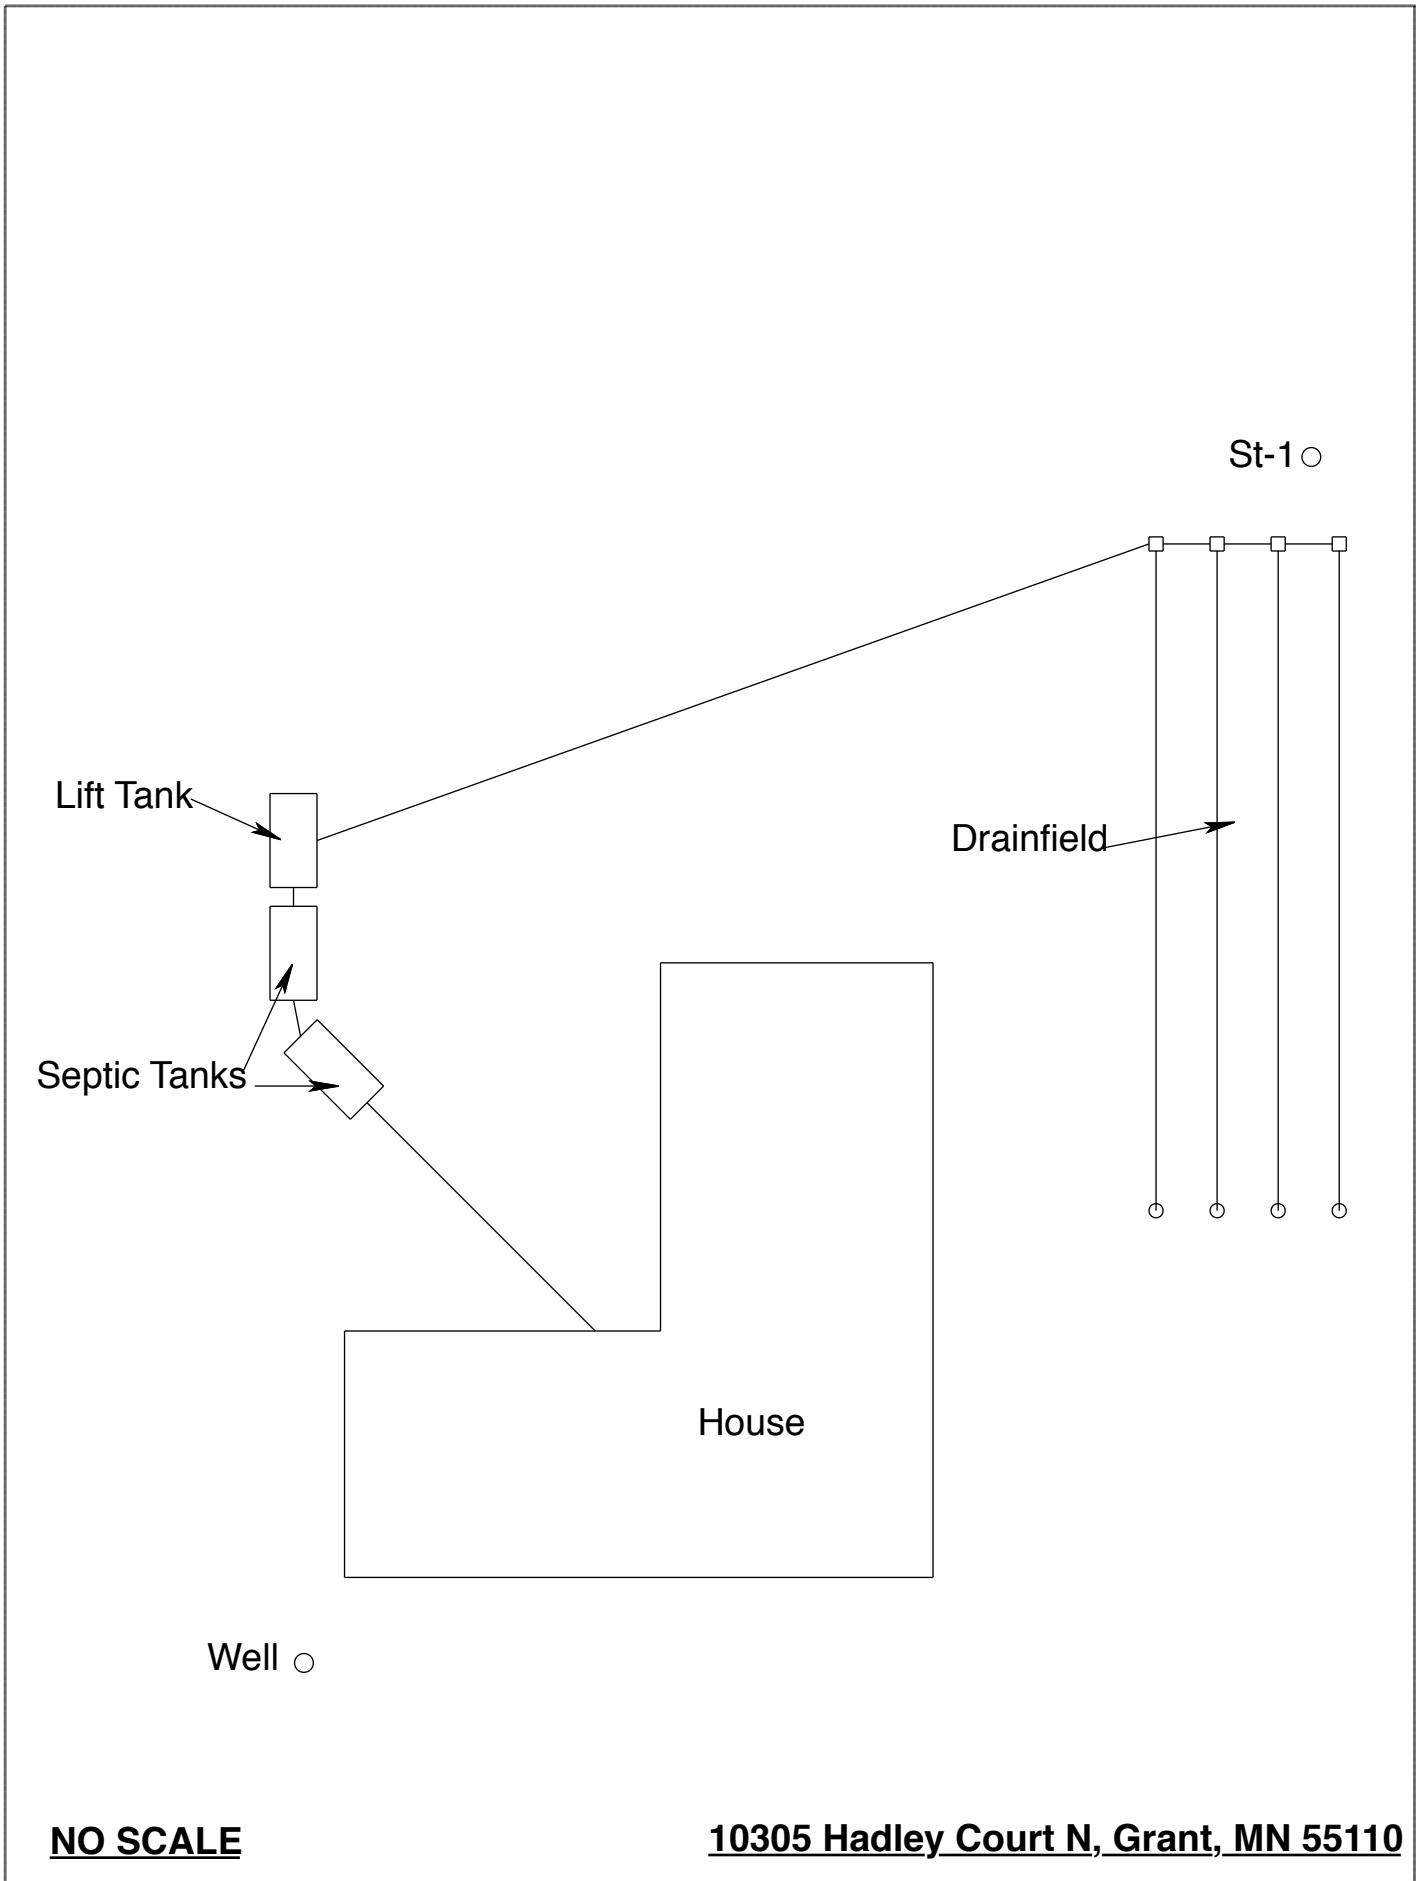 St-1
Lift Tank
Drainfield
Septic Tanks
House
Well
NO SCALE
10305 Hadley Court N, Grant, MN 55110